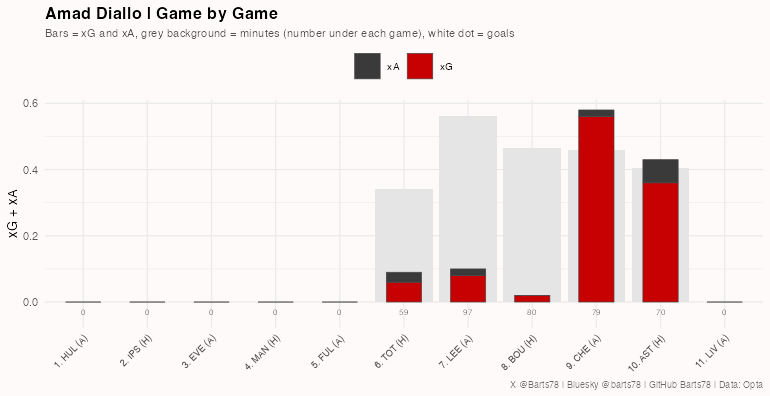 Amad Diallo | Game by Game
Bars = xG and xA, grey background = minutes (number under each game), white dot = goals
xA xG
xG + xA
0.6
0.4
0.2
0.0
0 0 0 0 0 59 97 80 79 70 0
1. HUL (A)
2. IPS (H)
3. EVE (A)
4. MAN (H)
5. FUL (A)
6. TOT (H)
7. LEE (A)
8. BOU (H)
9. CHE (A)
10. AST (H)
11. LIV (A)
X @Barts78 | Bluesky @barts78 | GitHub Barts78 | Data: Opta